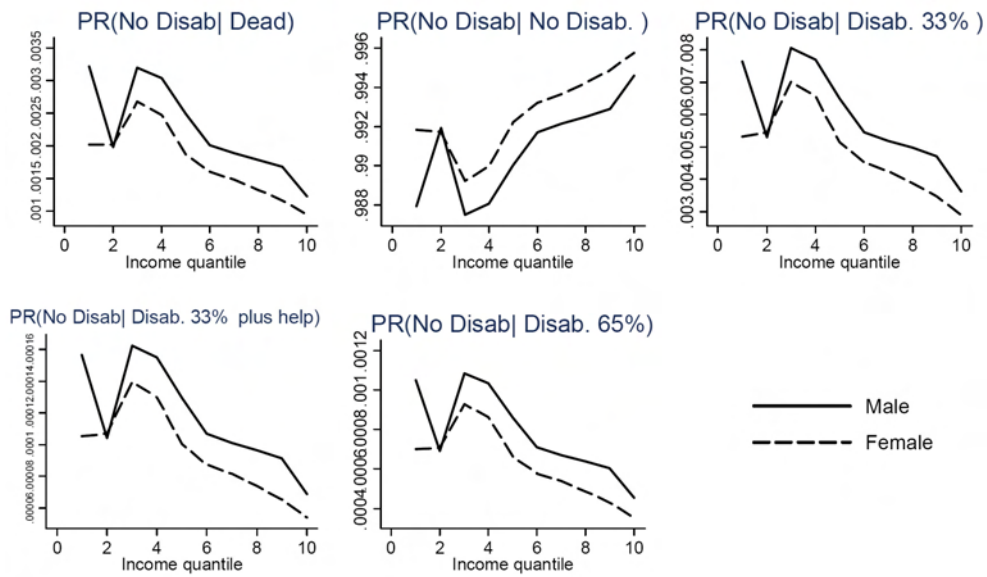 PR(No Disab| Dead)
.001 .0015 .002 .0025 .003 .0035
0 2 4 6 8 10
Income quantile
PR(No Disab| No Disab. )
.988 .99 .992 .994 .996
0 2 4 6 8 10
Income quantile
PR(No Disab| Disab. 33% )
.003 .004 .005 .006 .007 .008
0 2 4 6 8 10
Income quantile
PR(No Disab| Disab. 33% plus help)
.00006 .00008 .0001 .00012 .00014 .00016
0 2 4 6 8 10
Income quantile
PR(No Disab| Disab. 65%)
.0004 .0006 .0008 .001 .0012
0 2 4 6 8 10
Income quantile
Male
Female